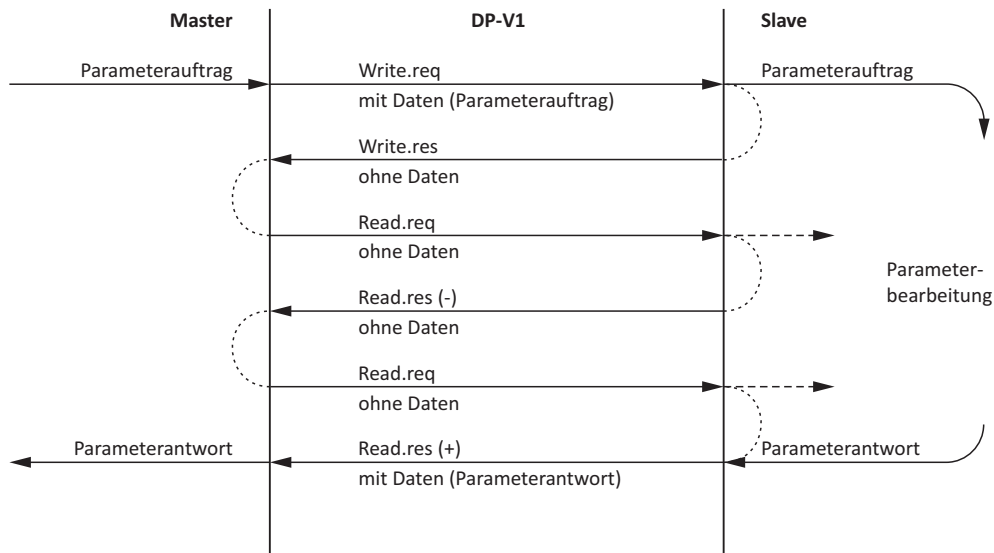 Master DP-V1 Slave
Parameterauftrag Write.req Parameterauftrag
mit Daten (Parameterauftrag)
Write.res
ohne Daten
Read.req
ohne Daten
Parameter-
bearbeitung
Read.res (-)
ohne Daten
Read.req
ohne Daten
Parameterantwort Read.res (+) Parameterantwort
mit Daten (Parameterantwort)